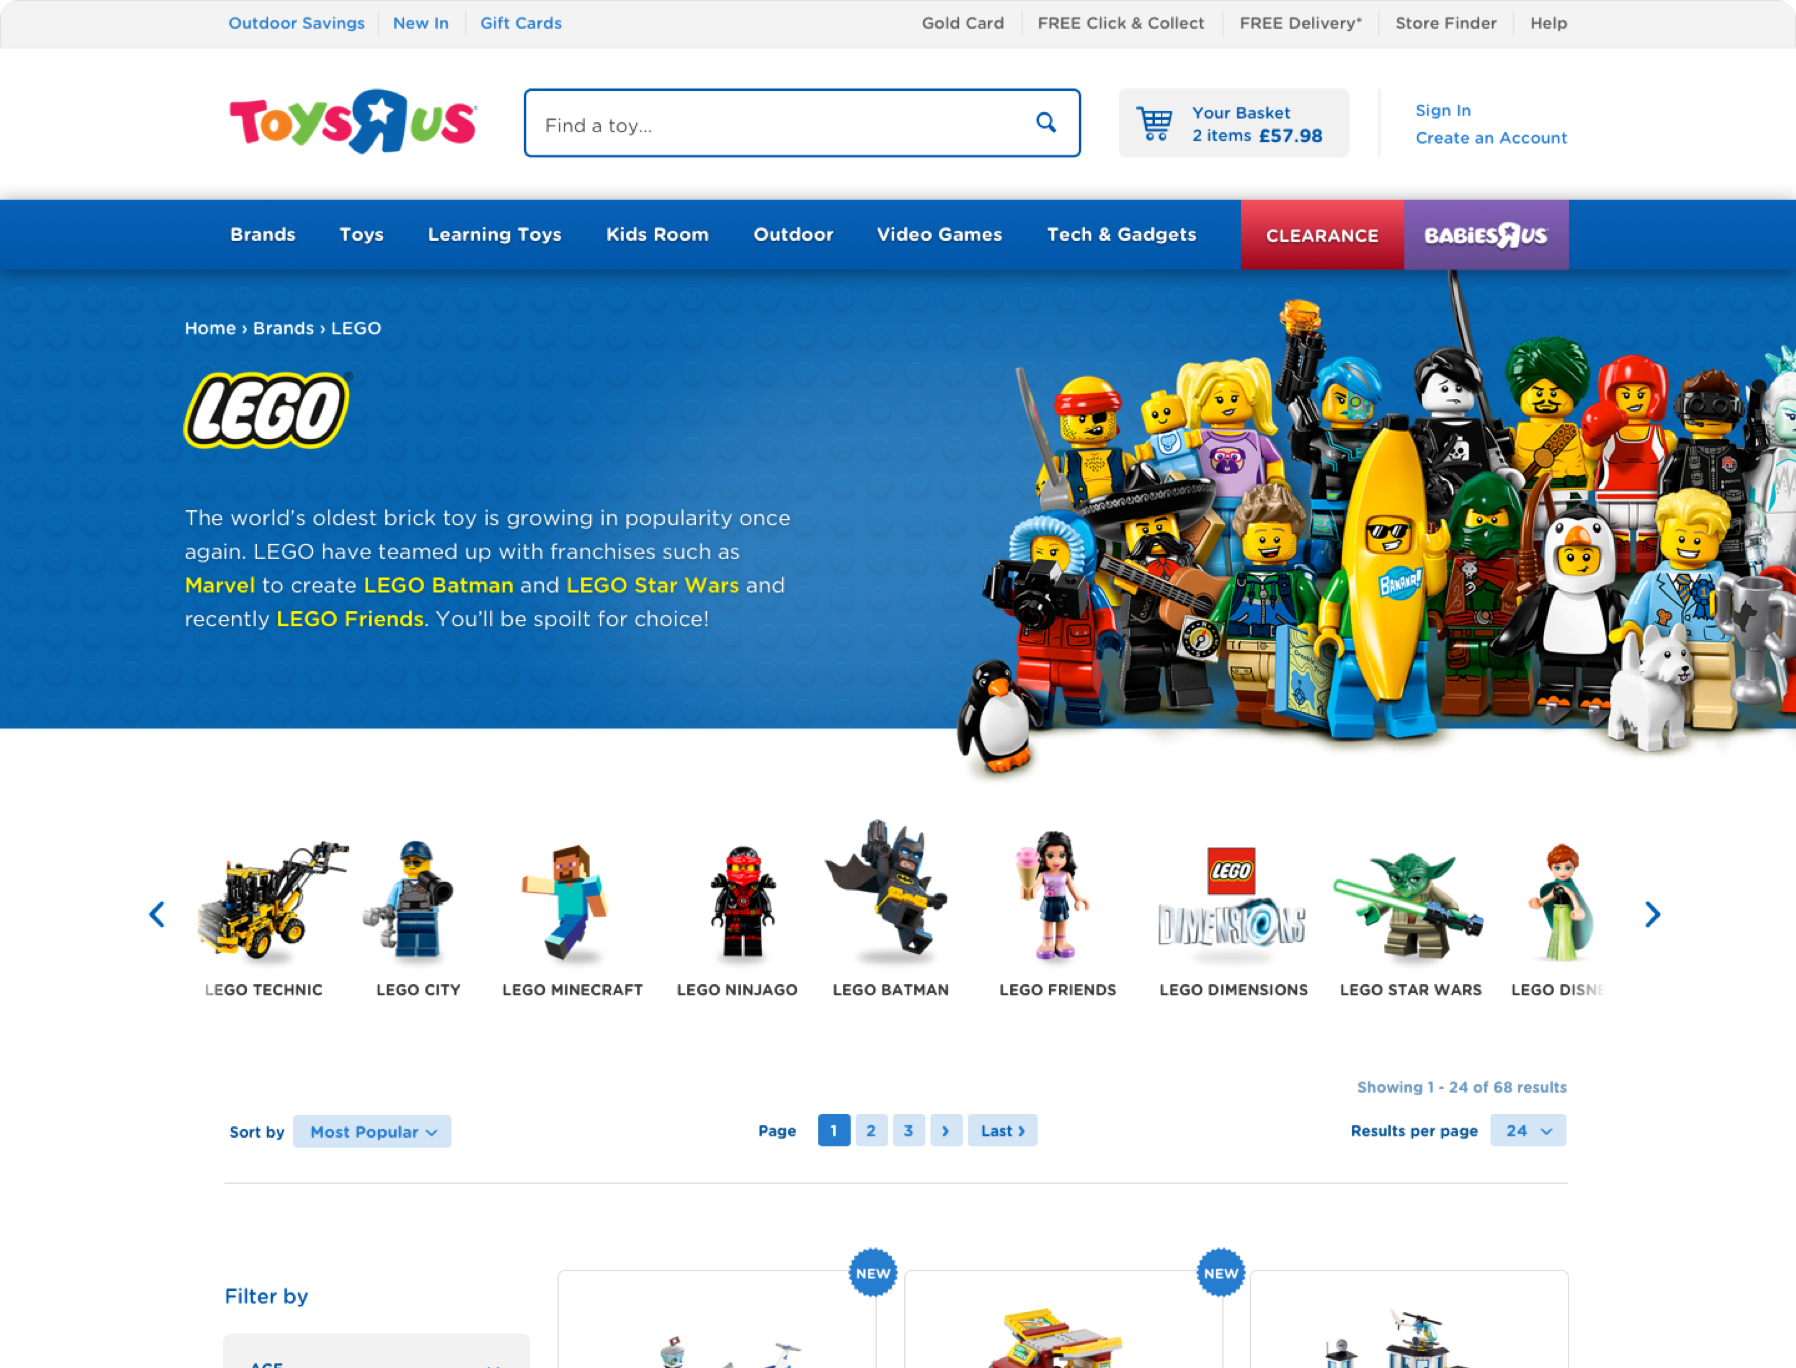 Outdoor Savings
New In
Gift Cards
Gold Card
FREE Click & Collect
FREE Delivery*
Store Finder
Help
TOYSRUS
Find a toy...
Your Basket
2 items £57.98
Sign In
Create an Account
Brands
Toys
Learning Toys
Kids Room
Outdoor
Video Games
Tech & Gadgets
CLEARANCE
BABiESRUS
Home › Brands › LEGO
LEGO®
The world’s oldest brick toy is growing in popularity once
again. LEGO have teamed up with franchises such as
Marvel to create LEGO Batman and LEGO Star Wars and
recently LEGO Friends. You’ll be spoilt for choice!
BANANA!
LEGO
DIMENSIONS
LEGO TECHNIC
LEGO CITY
LEGO MINECRAFT
LEGO NINJAGO
LEGO BATMAN
LEGO FRIENDS
LEGO DIMENSIONS
LEGO STAR WARS
LEGO DISNE
Showing 1 - 24 of 68 results
Sort by
Most Popular
Page
1
2
3
›
Last ›
Results per page
24
NEW
NEW
Filter by
AGE